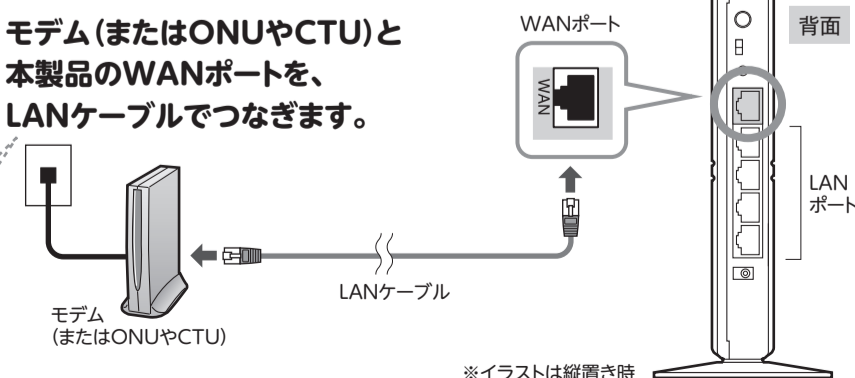 モデム(またはONUやCTU)と
本製品のWANポートを、
LANケーブルでつなぎます。
WANポート
背面
WAN
LAN
ポート
LANケーブル
モデム
(またはONUやCTU)
※イラストは縦置き時